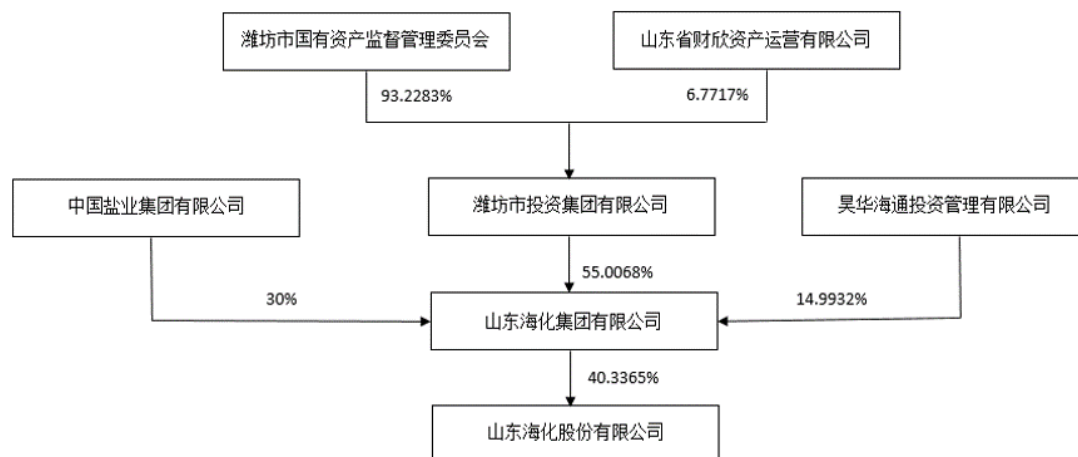 潍坊市国有资产监督管理委员会
山东省财欣资产运营有限公司
93.2283%
6.7717%
中国盐业集团有限公司
潍坊市投资集团有限公司
昊华海通投资管理有限公司
55.0068%
30%
14.9932%
山东海化集团有限公司
40.3365%
山东海化股份有限公司